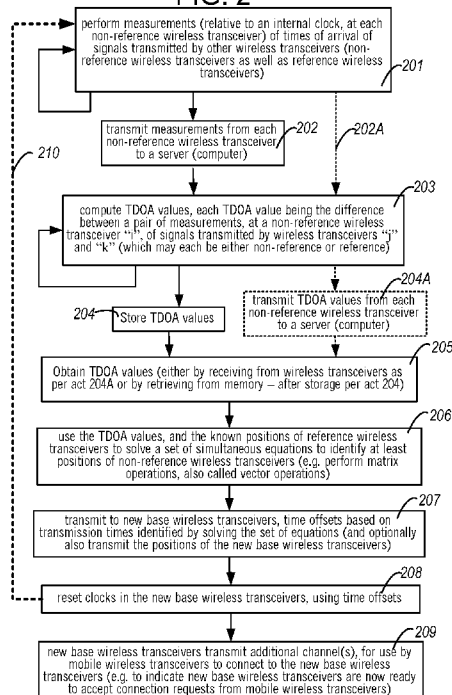 FIG. 2
perform measurements (relative to an internal clock, at each
non-reference wireless transceiver) of times of arrival of
signals transmitted by other wireless transceivers (non-
reference wireless transceivers as well as reference wireless
transceivers)
201
transmit measurements from each
non-reference wireless transceiver
to a server (computer)
202
202A
210
203
compute TDOA values, each TDOA value being the difference
between a pair of measurements, at a non-reference wireless
transceiver "i", of signals transmitted by wireless transceivers "j"
and "k" (which may each be either non-reference or reference)
204A
204
Store TDOA values
transmit TDOA values from each
non-reference wireless transceiver
to a server (computer)
205
Obtain TDOA values (either by receiving from wireless transceivers as
per act 204A or by retrieving from memory – after storage per act 204)
206
use the TDOA values, and the known positions of reference wireless
transceivers to solve a set of simultaneous equations to identify at least
positions of non-reference wireless transceivers (e.g. perform matrix
operations, also called vector operations)
207
transmit to new base wireless transceivers, time offsets based on
transmission times identified by solving the set of equations (and optionally
also transmit the positions of the new base wireless transceivers)
208
reset clocks in the new base wireless transceivers, using time offsets
209
new base wireless transceivers transmit additional channel(s), for use by
mobile wireless transceivers to connect to the new base wireless
transceivers (e.g. to indicate new base wireless transceivers are now ready
to accept connection requests from mobile wireless transceivers)